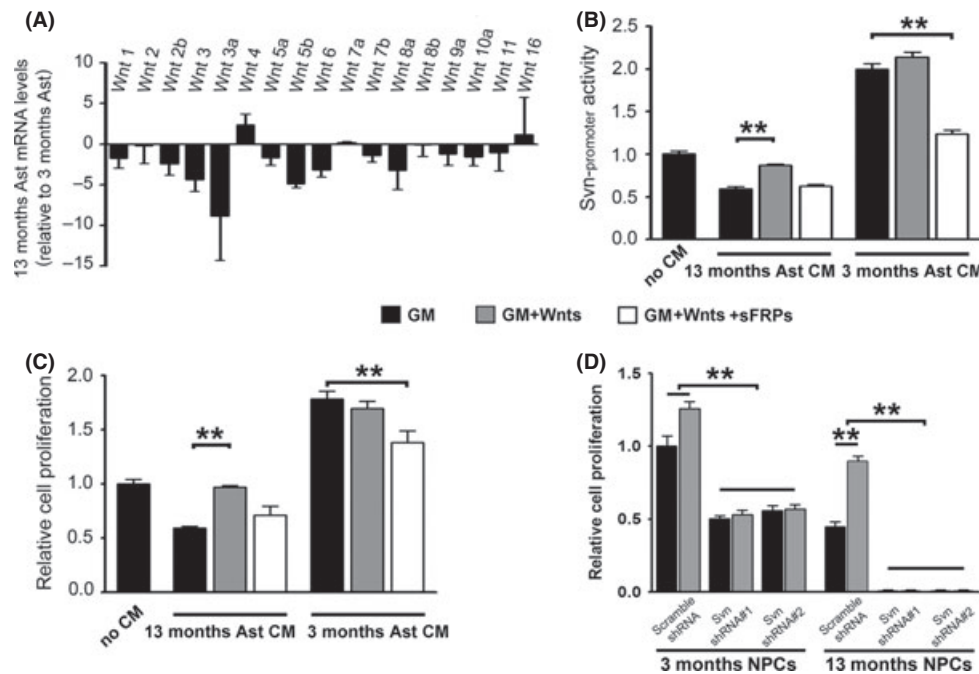 (A)
Wnt 1
Wnt 2
Wnt 2b
Wnt 3
Wnt 3a
Wnt 4
Wnt 5a
Wnt 5b
Wnt 6
Wnt 7a
Wnt 7b
Wnt 8a
Wnt 8b
Wnt 9a
Wnt 10a
Wnt 11
Wnt 16
13 months Ast mRNA levels
(relative to 3 months Ast)
10
5
0
−5
−10
−15
(B)
Svn-promoter activity
2.0
1.5
1.0
0.5
0.0
**
**
no CM
13 months Ast CM
3 months Ast CM
GM
GM+Wnts
GM+Wnts +sFRPs
(C)
Relative cell proliferation
2.0
1.5
1.0
0.5
0.0
**
**
no CM
13 months Ast CM
3 months Ast CM
(D)
Relative cell proliferation
1.5
1.0
0.5
0.0
**
**
**
Scramble
shRNA
Svn
shRNA#1
Svn
shRNA#2
Scramble
shRNA
Svn
shRNA#1
Svn
shRNA#2
3 months NPCs
13 months NPCs